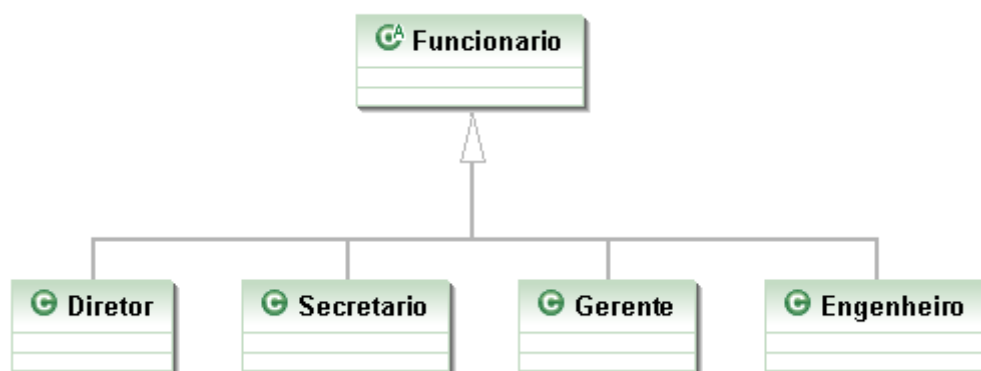 Funcionario
Diretor
Secretario
Gerente
Engenheiro